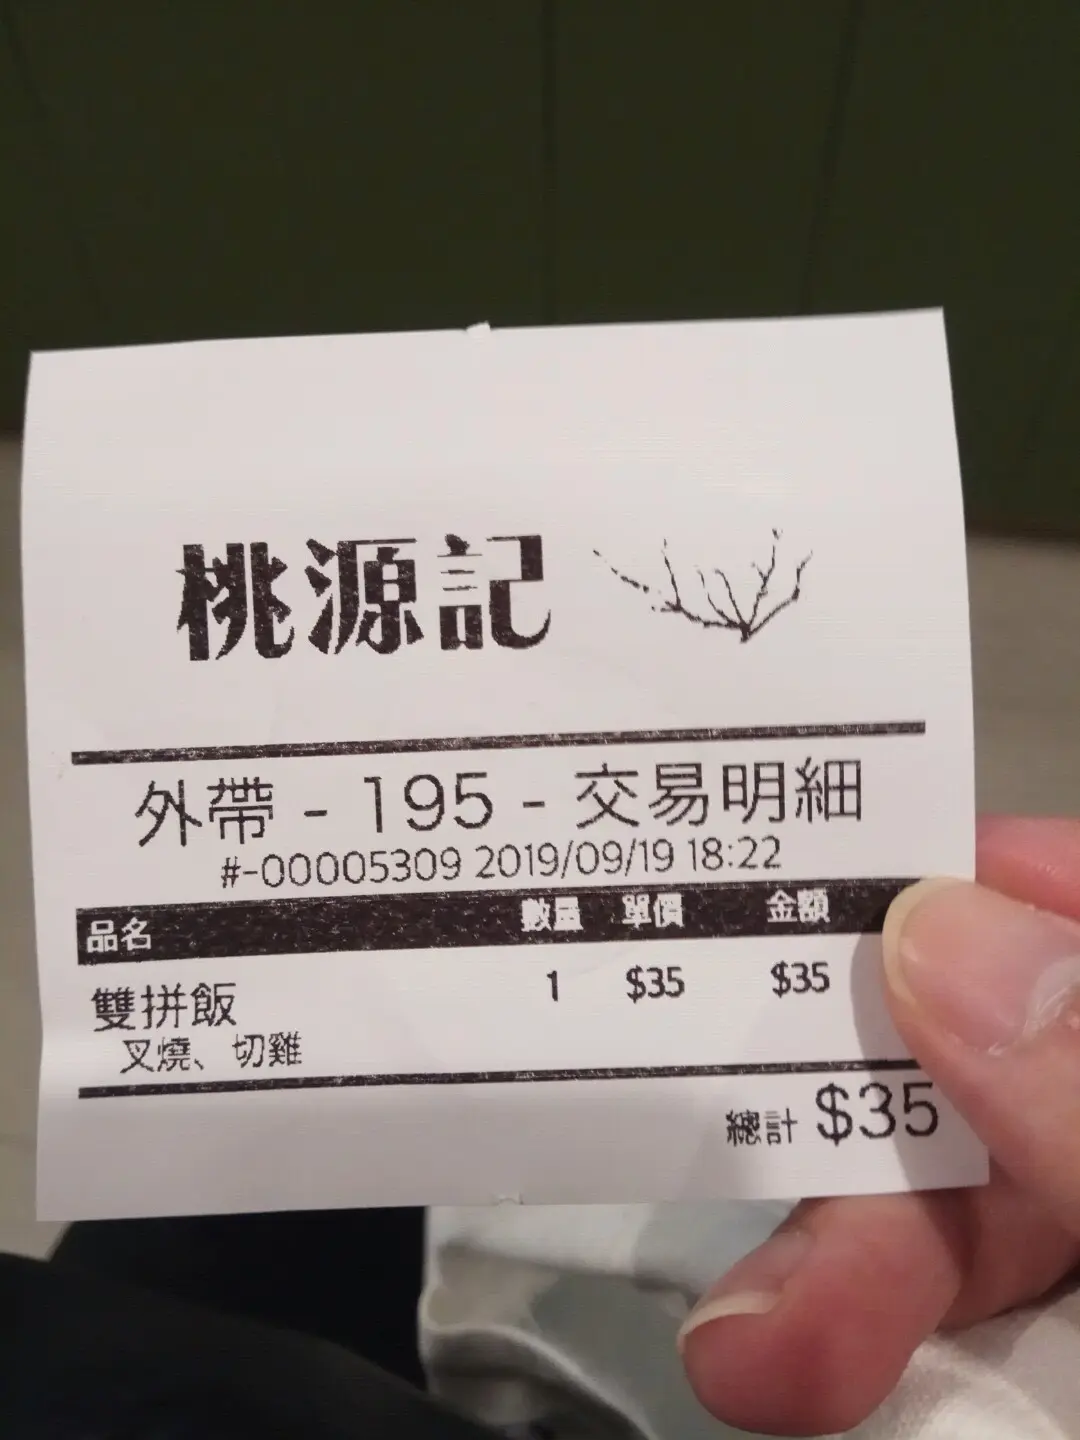 桃源記
外帶 - 195 - 交易明細
#-00005309 2019/09/19 18:22
品名 數量 單價 金額
雙拼飯 1 $35 $35
叉燒、切雞
總計 $35